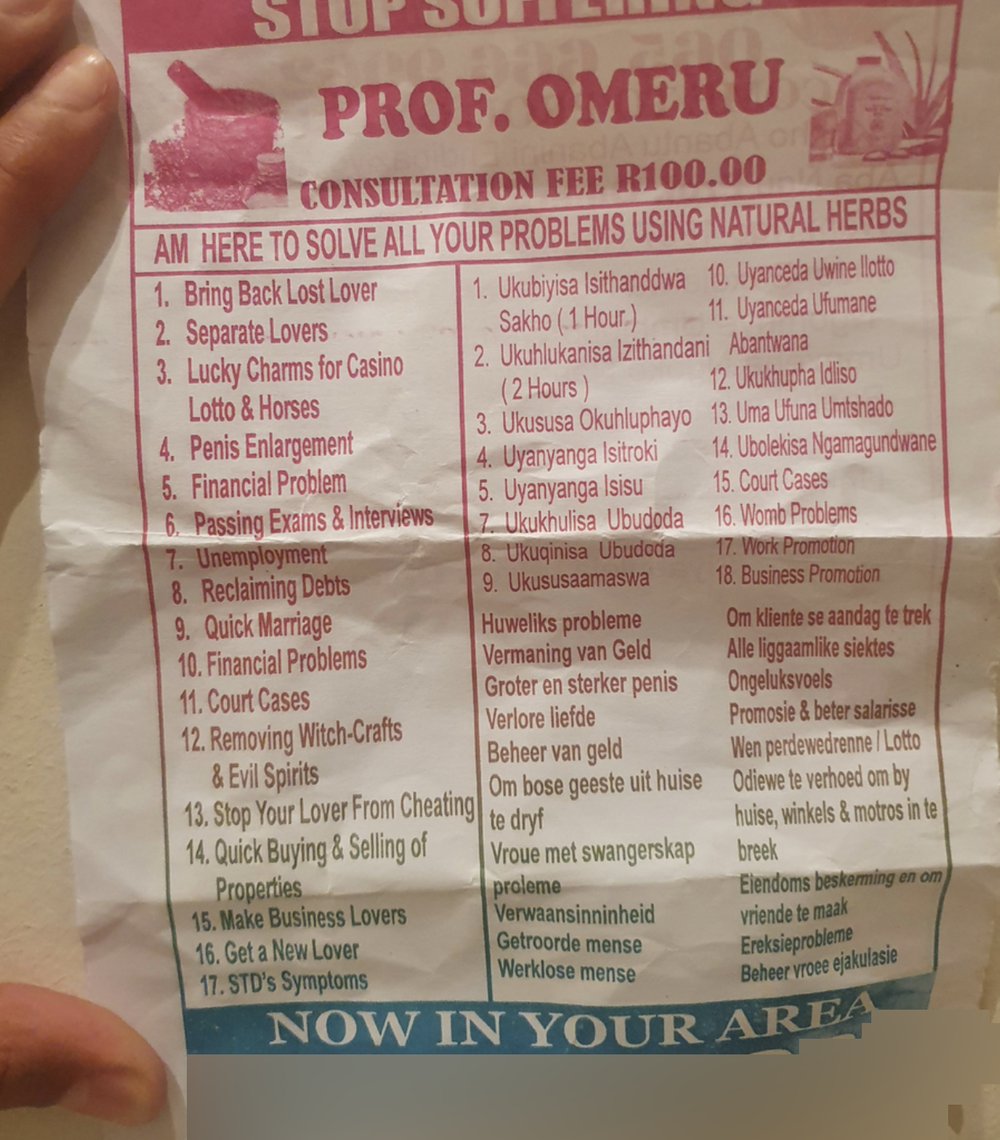 STOP SUFFERING
PROF. OMERU
CONSULTATION FEE R100.00
AM HERE TO SOLVE ALL YOUR PROBLEMS USING NATURAL HERBS
1. Bring Back Lost Lover
2. Separate Lovers
3. Lucky Charms for Casino
Lotto & Horses
4. Penis Enlargement
5. Financial Problem
6. Passing Exams & Interviews
7. Unemployment
8. Reclaiming Debts
9. Quick Marriage
10. Financial Problems
11. Court Cases
12. Removing Witch-Crafts
& Evil Spirits
13. Stop Your Lover From Cheating
14. Quick Buying & Selling of
Properties
15. Make Business Lovers
16. Get a New Lover
17. STD's Symptoms
1. Ukubiyisa Isithanddwa
Sakho ( 1 Hour )
2. Ukuhlukanisa Izithandani
( 2 Hours )
3. Ukususa Okuhluphayo
4. Uyanyanga Isitroki
5. Uyanyanga Isisu
7. Ukukhulisa Ubudoda
8. Ukuqinisa Ubudoda
9. Ukususaamaswa
10. Uyanceda Uwine Ilotto
11. Uyanceda Ufumane
Abantwana
12. Ukukhupha Idliso
13. Uma Ufuna Umtshado
14. Ubolekisa Ngamagundwane
15. Court Cases
16. Womb Problems
17. Work Promotion
18. Business Promotion
Huweliks probleme
Vermaning van Geld
Groter en sterker penis
Verlore liefde
Beheer van geld
Om bose geeste uit huise
te dryf
Vroue met swangerskap
proleme
Verwaansinninheid
Getroorde mense
Werklose mense
Om kliente se aandag te trek
Alle liggaamlike siektes
Ongeluksvoels
Promosie & beter salarisse
Wen perdewedrenne / Lotto
Odiewe te verhoed om by
huise, winkels & motros in te
breek
Eiendoms beskerming en om
vriende te maak
Ereksieprobleme
Beheer vroee ejakulasie
NOW IN YOUR AREA